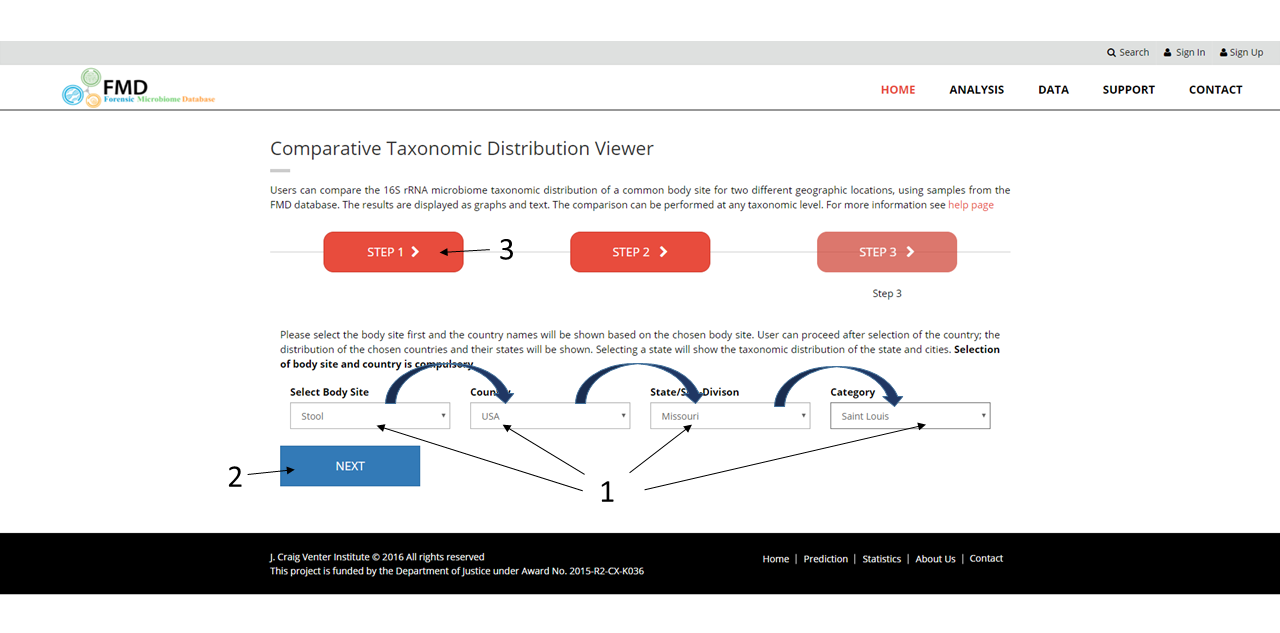 Search Sign In Sign Up
FMD
Forensic Microbiome Database
HOME ANALYSIS DATA SUPPORT CONTACT
Comparative Taxonomic Distribution Viewer
Users can compare the 16S rRNA microbiome taxonomic distribution of a common body site for two different geographic locations, using samples from the
FMD database. The results are displayed as graphs and text. The comparison can be performed at any taxonomic level. For more information see help page
STEP 1 3 STEP 2 STEP 3
Step 3
Please select the body site first and the country names will be shown based on the chosen body site. User can proceed after selection of the country; the
distribution of the chosen countries and their states will be shown. Selecting a state will show the taxonomic distribution of the state and cities. Selection
of body site and country is compulsory
Select Body Site Country State/Sub Divison Category
Stool USA Missouri Saint Louis
NEXT
2
1
J. Craig Venter Institute © 2016 All rights reserved
This project is funded by the Department of Justice under Award No. 2015-R2-CX-K036
Home | Prediction | Statistics | About Us | Contact